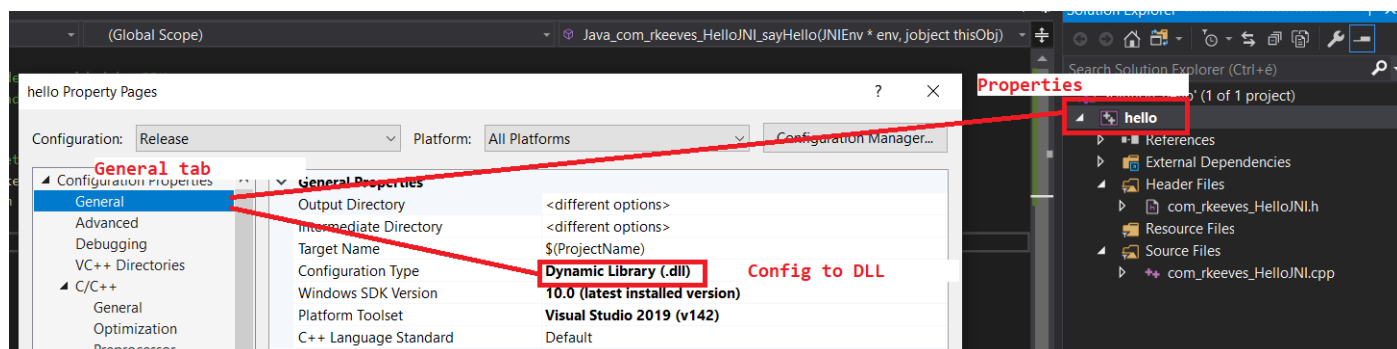 Solution Explorer
(Global Scope)
Java_com_rkeeves_HelloJNI_sayHello(JNIEnv * env, jobject thisObj)
Search Solution Explorer (Ctrl+é)
hello Property Pages
?
Properties
(1 of 1 project)
hello
Configuration:
Release
Platform:
All Platforms
Configuration Manager...
References
General tab
External Dependencies
Configuration Properties
General Properties
Header Files
General
Output Directory
<different options>
com_rkeeves_HelloJNI.h
Advanced
Intermediate Directory
<different options>
Resource Files
Debugging
Target Name
$(ProjectName)
Source Files
VC++ Directories
Configuration Type
Dynamic Library (.dll)
Config to DLL
com_rkeeves_HelloJNI.cpp
C/C++
Windows SDK Version
10.0 (latest installed version)
General
Platform Toolset
Visual Studio 2019 (v142)
Optimization
C++ Language Standard
Default
Preprocessor